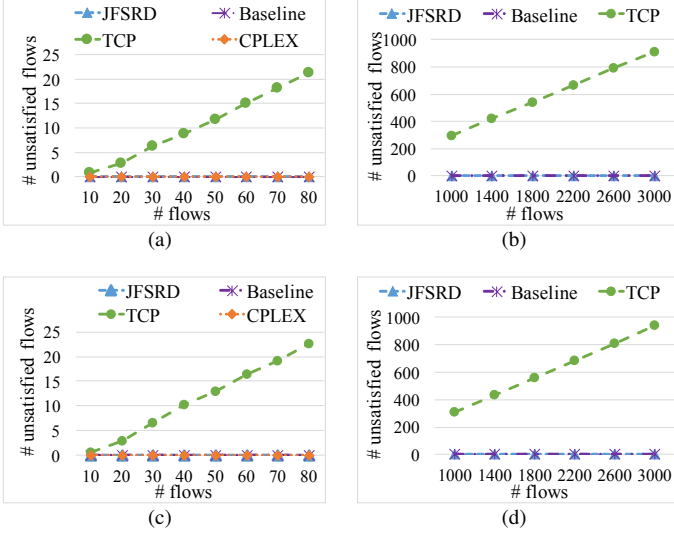 JFSRD Baseline
TCP CPLEX
# unsatisfied flows
25
20
15
10
5
0
10 20 30 40 50 60 70 80
# flows
(a)
JFSRD Baseline TCP
# unsatisfied flows
1000
800
600
400
200
0
1000 1400 1800 2200 2600 3000
# flows
(b)
JFSRD Baseline
TCP CPLEX
# unsatisfied flows
25
20
15
10
5
0
10 20 30 40 50 60 70 80
# flows
(c)
JFSRD Baseline TCP
# unsatisfied flows
1000
800
600
400
200
0
1000 1400 1800 2200 2600 3000
# flows
(d)